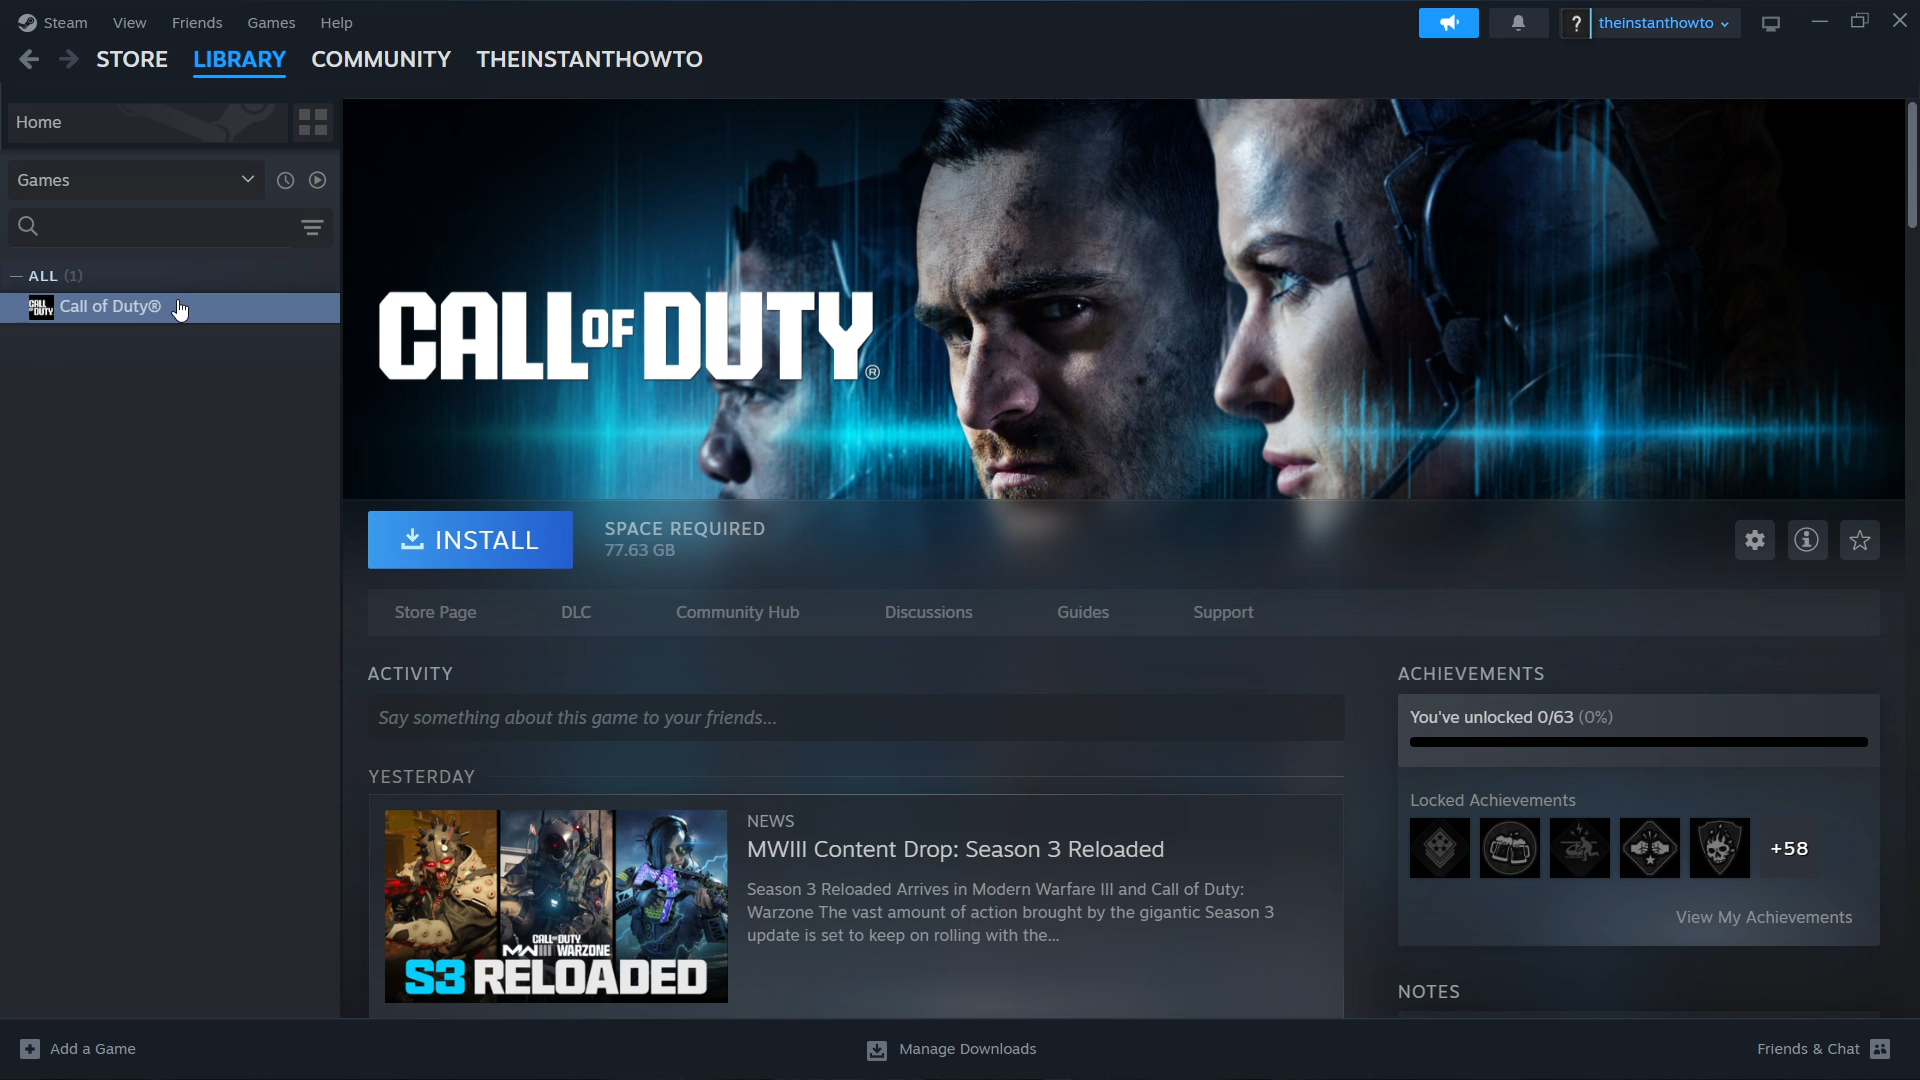 Steam View Friends Games Help
? theinstanthowto
STORE LIBRARY COMMUNITY THEINSTANTHOWTO
Home
Games
— ALL (1)
CALL OF DUTY Call of Duty®
CALL OF DUTY®
INSTALL
SPACE REQUIRED
77.63 GB
Store Page DLC Community Hub Discussions Guides Support
ACTIVITY
Say something about this game to your friends...
YESTERDAY
CALL OF DUTY
MWIII WARZONE
S3 RELOADED
NEWS
MWIII Content Drop: Season 3 Reloaded
Season 3 Reloaded Arrives in Modern Warfare III and Call of Duty:
Warzone The vast amount of action brought by the gigantic Season 3
update is set to keep on rolling with the...
ACHIEVEMENTS
You've unlocked 0/63 (0%)
Locked Achievements
+58
View My Achievements
NOTES
Add a Game
Manage Downloads
Friends & Chat